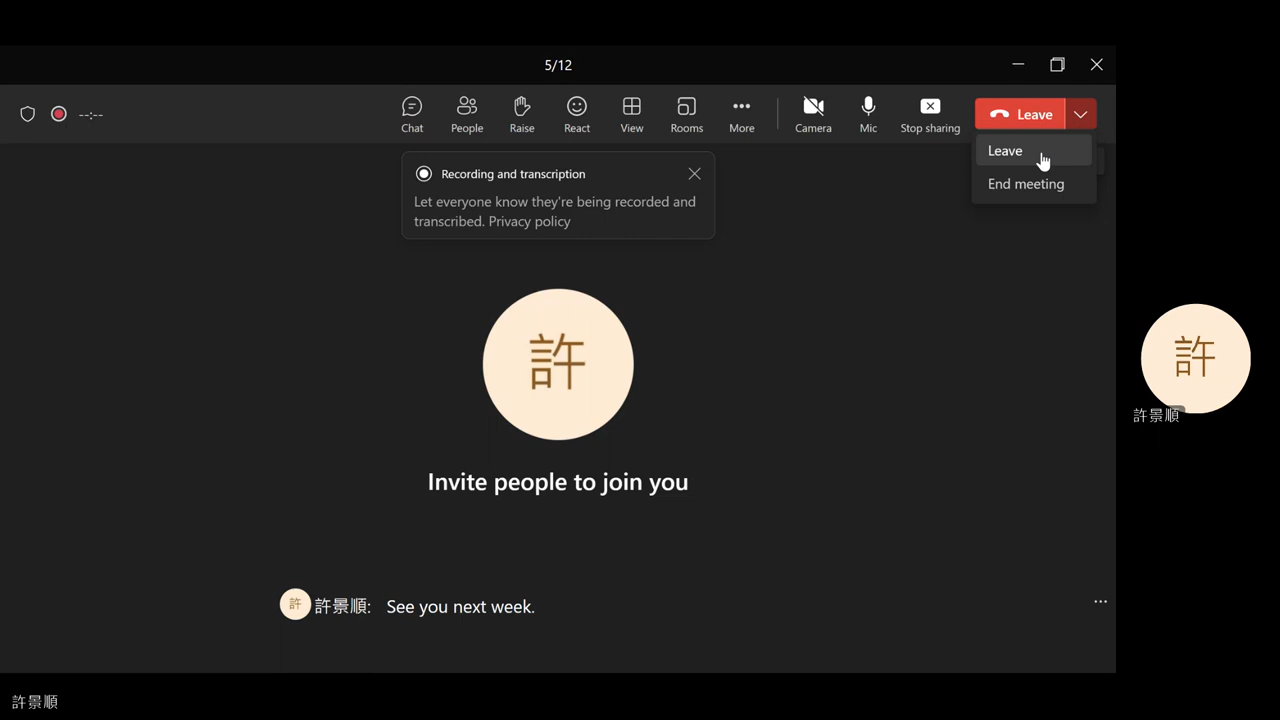 5/12
--:--
Chat People Raise React View Rooms More Camera Mic Stop sharing Leave
Leave
End meeting
Recording and transcription
Let everyone know they're being recorded and
transcribed. Privacy policy
許
許
許景順
Invite people to join you
許 許景順: See you next week.
許景順